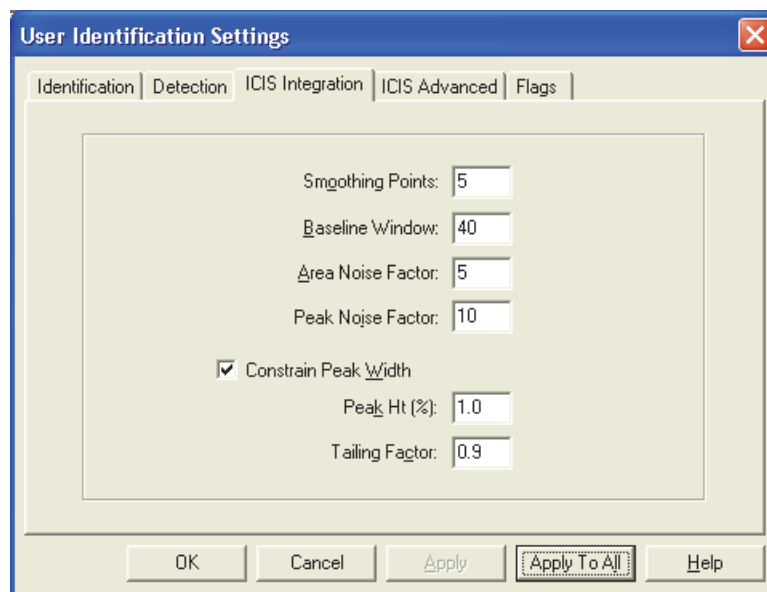 User Identification Settings
Identification Detection ICIS Integration ICIS Advanced Flags
Smoothing Points: 5
Baseline Window: 40
Area Noise Factor: 5
Peak Noise Factor: 10
Constrain Peak Width
Peak Ht (%): 1.0
Tailing Factor: 0.9
OK Cancel Apply Apply To All Help